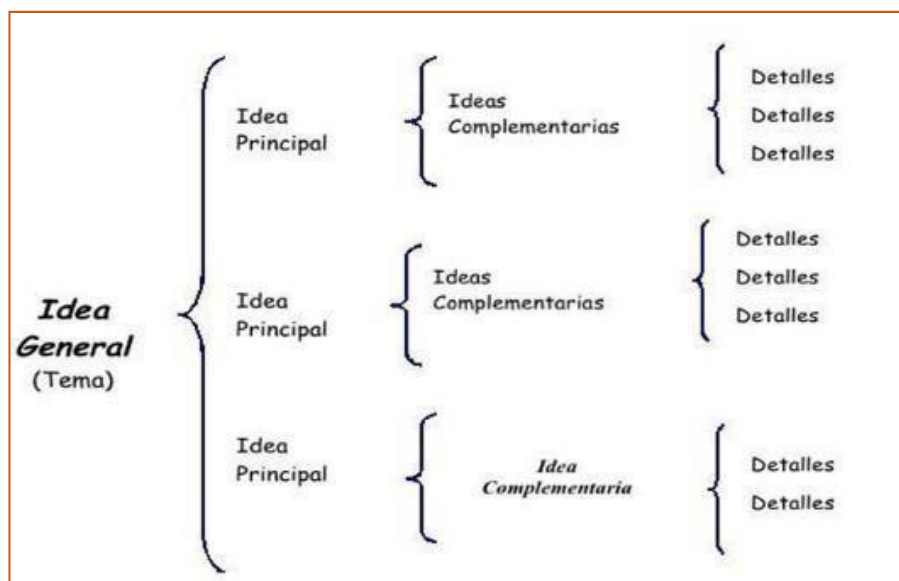 Idea
General
(Tema)
Idea
Principal
Ideas
Complementarias
Detalles
Detalles
Detalles
Idea
Principal
Ideas
Complementarias
Detalles
Detalles
Detalles
Idea
Principal
Idea
Complementaria
Detalles
Detalles